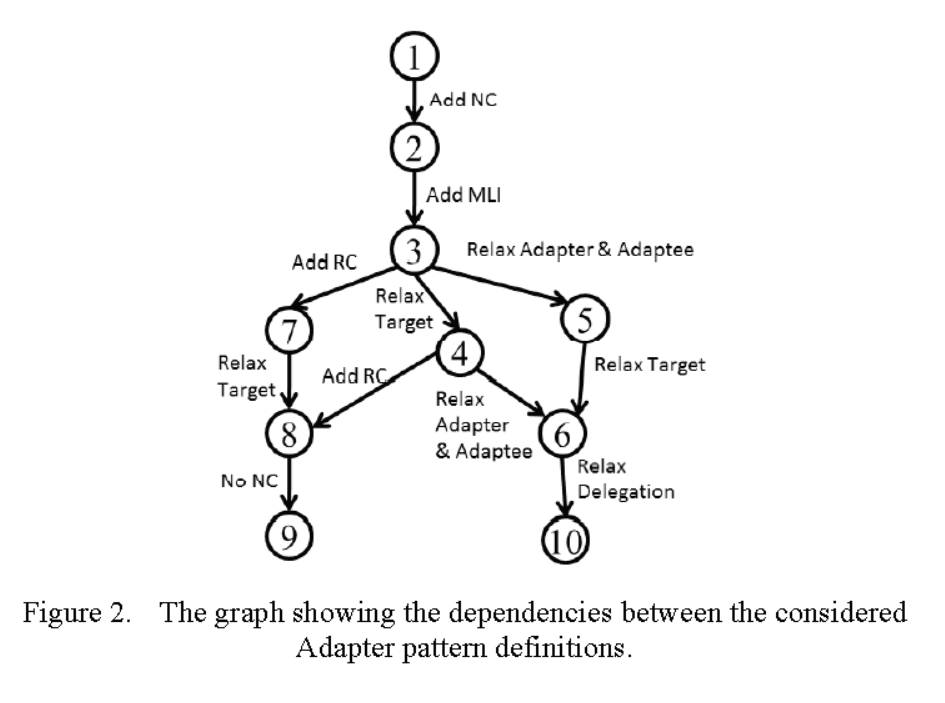 1
Add NC
2
Add MLI
3
Relax Adapter & Adaptee
Add RC
Relax
Target
7
5
4
Relax
Target
Add RC
Relax Target
Relax
Adapter
& Adaptee
8
6
No NC
Relax
Delegation
9
10
Figure 2. The graph showing the dependencies between the considered
Adapter pattern definitions.